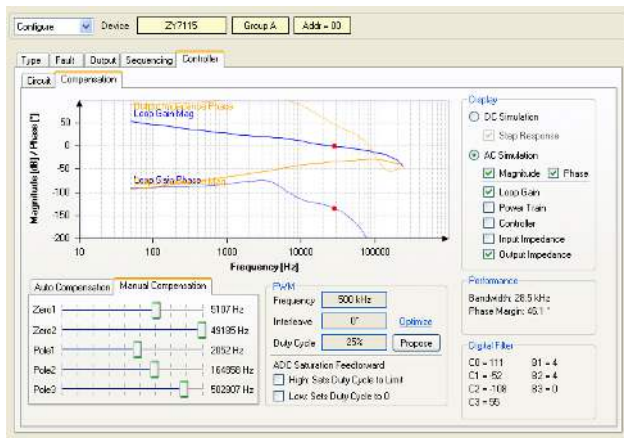 Configure Device ZY7115 Group A Addr = 00
Type Fault Output Sequencing Controller
Circuit Compensation
Display
DC Simulation
Step Response
AC Simulation
Magnitude Phase
Loop Gain
Power Train
Controller
Input Impedance
Output Impedance
Phase
Loop Gain Mag
Loop Gain Phase
Magnitude [dB] / Phase [°]
50
0
-50
-100
-150
-200
10 100 1000 10000 100000
Frequency [Hz]
Performance
Bandwidth: 28.5 kHz
Phase Margin: 46.1 °
Auto Compensation Manual Compensation
Zero1 5107 Hz
Zero2 49195 Hz
Pole1 2052 Hz
Pole2 164858 Hz
Pole3 502907 Hz
PWM
Frequency 500 kHz
Interleave 0° Optimize
Duty Cycle 25% Propose
ADC Saturation Feedforward
High: Sets Duty Cycle to Limit
Low: Sets Duty Cycle to 0
Digital Filter
C0 = 111 B1 = 4
C1 = -52 B2 = 4
C2 = -108 B3 = 0
C3 = 55